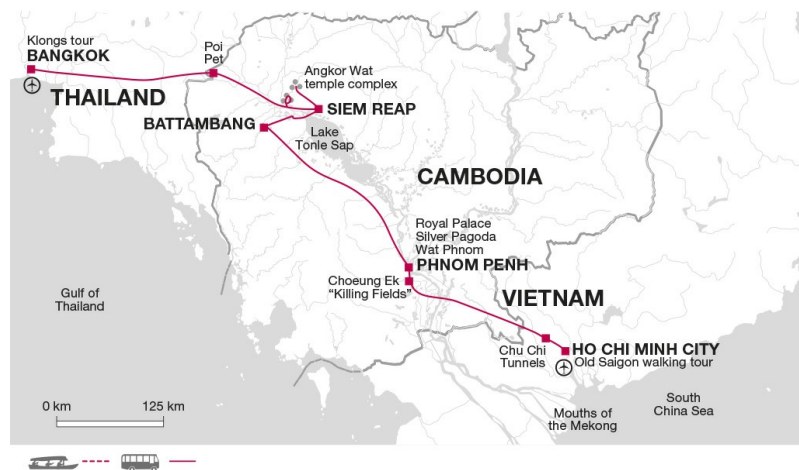 Klongs tour
BANGKOK
Poi
Pet
Angkor Wat
temple complex
THAILAND
SIEM REAP
BATTAMBANG
Lake
Tonle Sap
CAMBODIA
Royal Palace
Silver Pagoda
Wat Phnom
PHNOM PENH
Choeung Ek
“Killing Fields”
VIETNAM
Gulf of
Thailand
Chu Chi
Tunnels
HO CHI MINH CITY
Old Saigon walking tour
0 km
125 km
South
China Sea
Mouths of
the Mekong